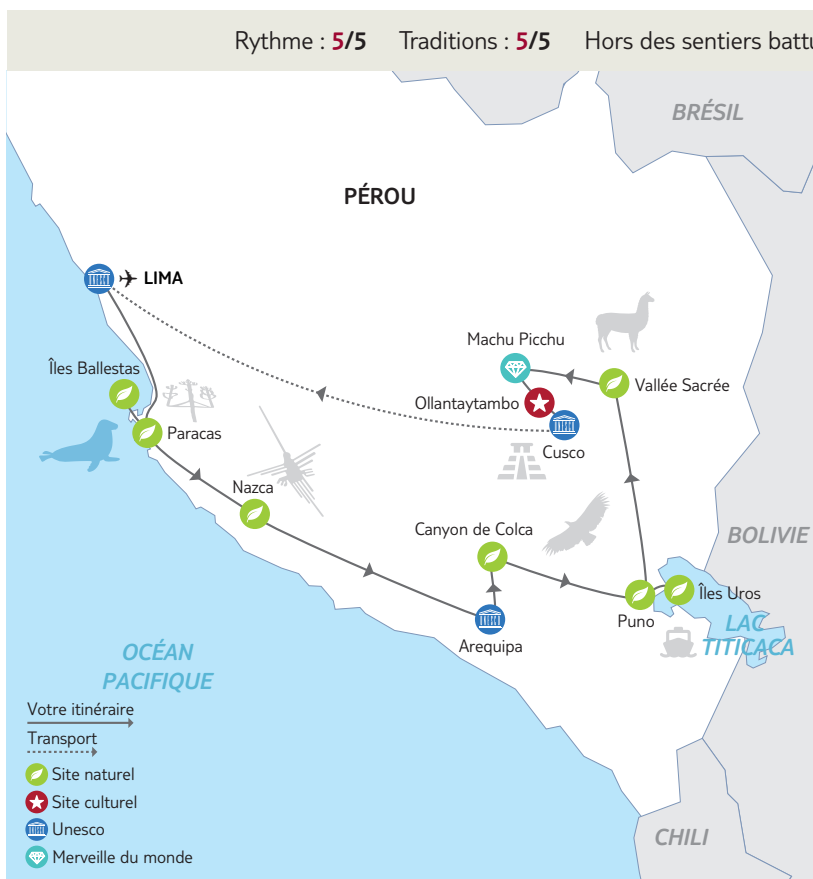 Rythme : 5/5 Traditions : 5/5 Hors des sentiers
BRÉSIL
PÉROU
LIMA
Machu Picchu
Îles Ballestas
Vallée Sacrée
Ollantaytambo
Paracas
Cusco
Nazca
Canyon de Colca
BOLIVIE
Îles Uros
Puno
LAC
TITICACA
Arequipa
OCÉAN
PACIFIQUE
Votre itinéraire
Transport
Site naturel
Site culturel
Unesco
Merveille du monde
CHILI